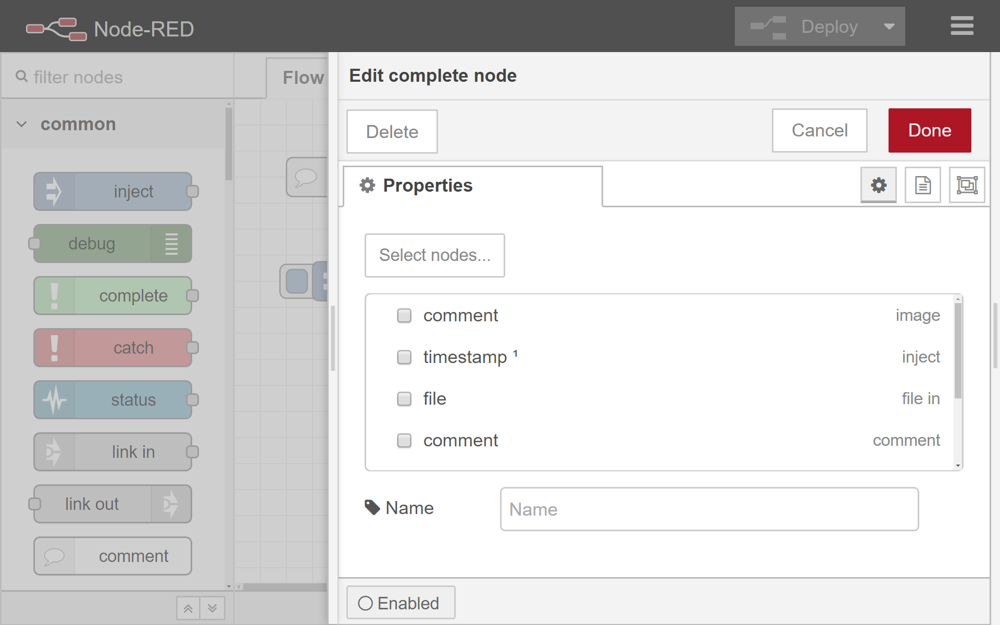 Node-RED
Deploy
filter nodes
Flow
common
inject
debug
complete
catch
status
link in
link out
comment
Edit complete node
Delete
Cancel
Done
Properties
Select nodes...
comment image
timestamp ¹ inject
file file in
comment comment
Name Name
Enabled